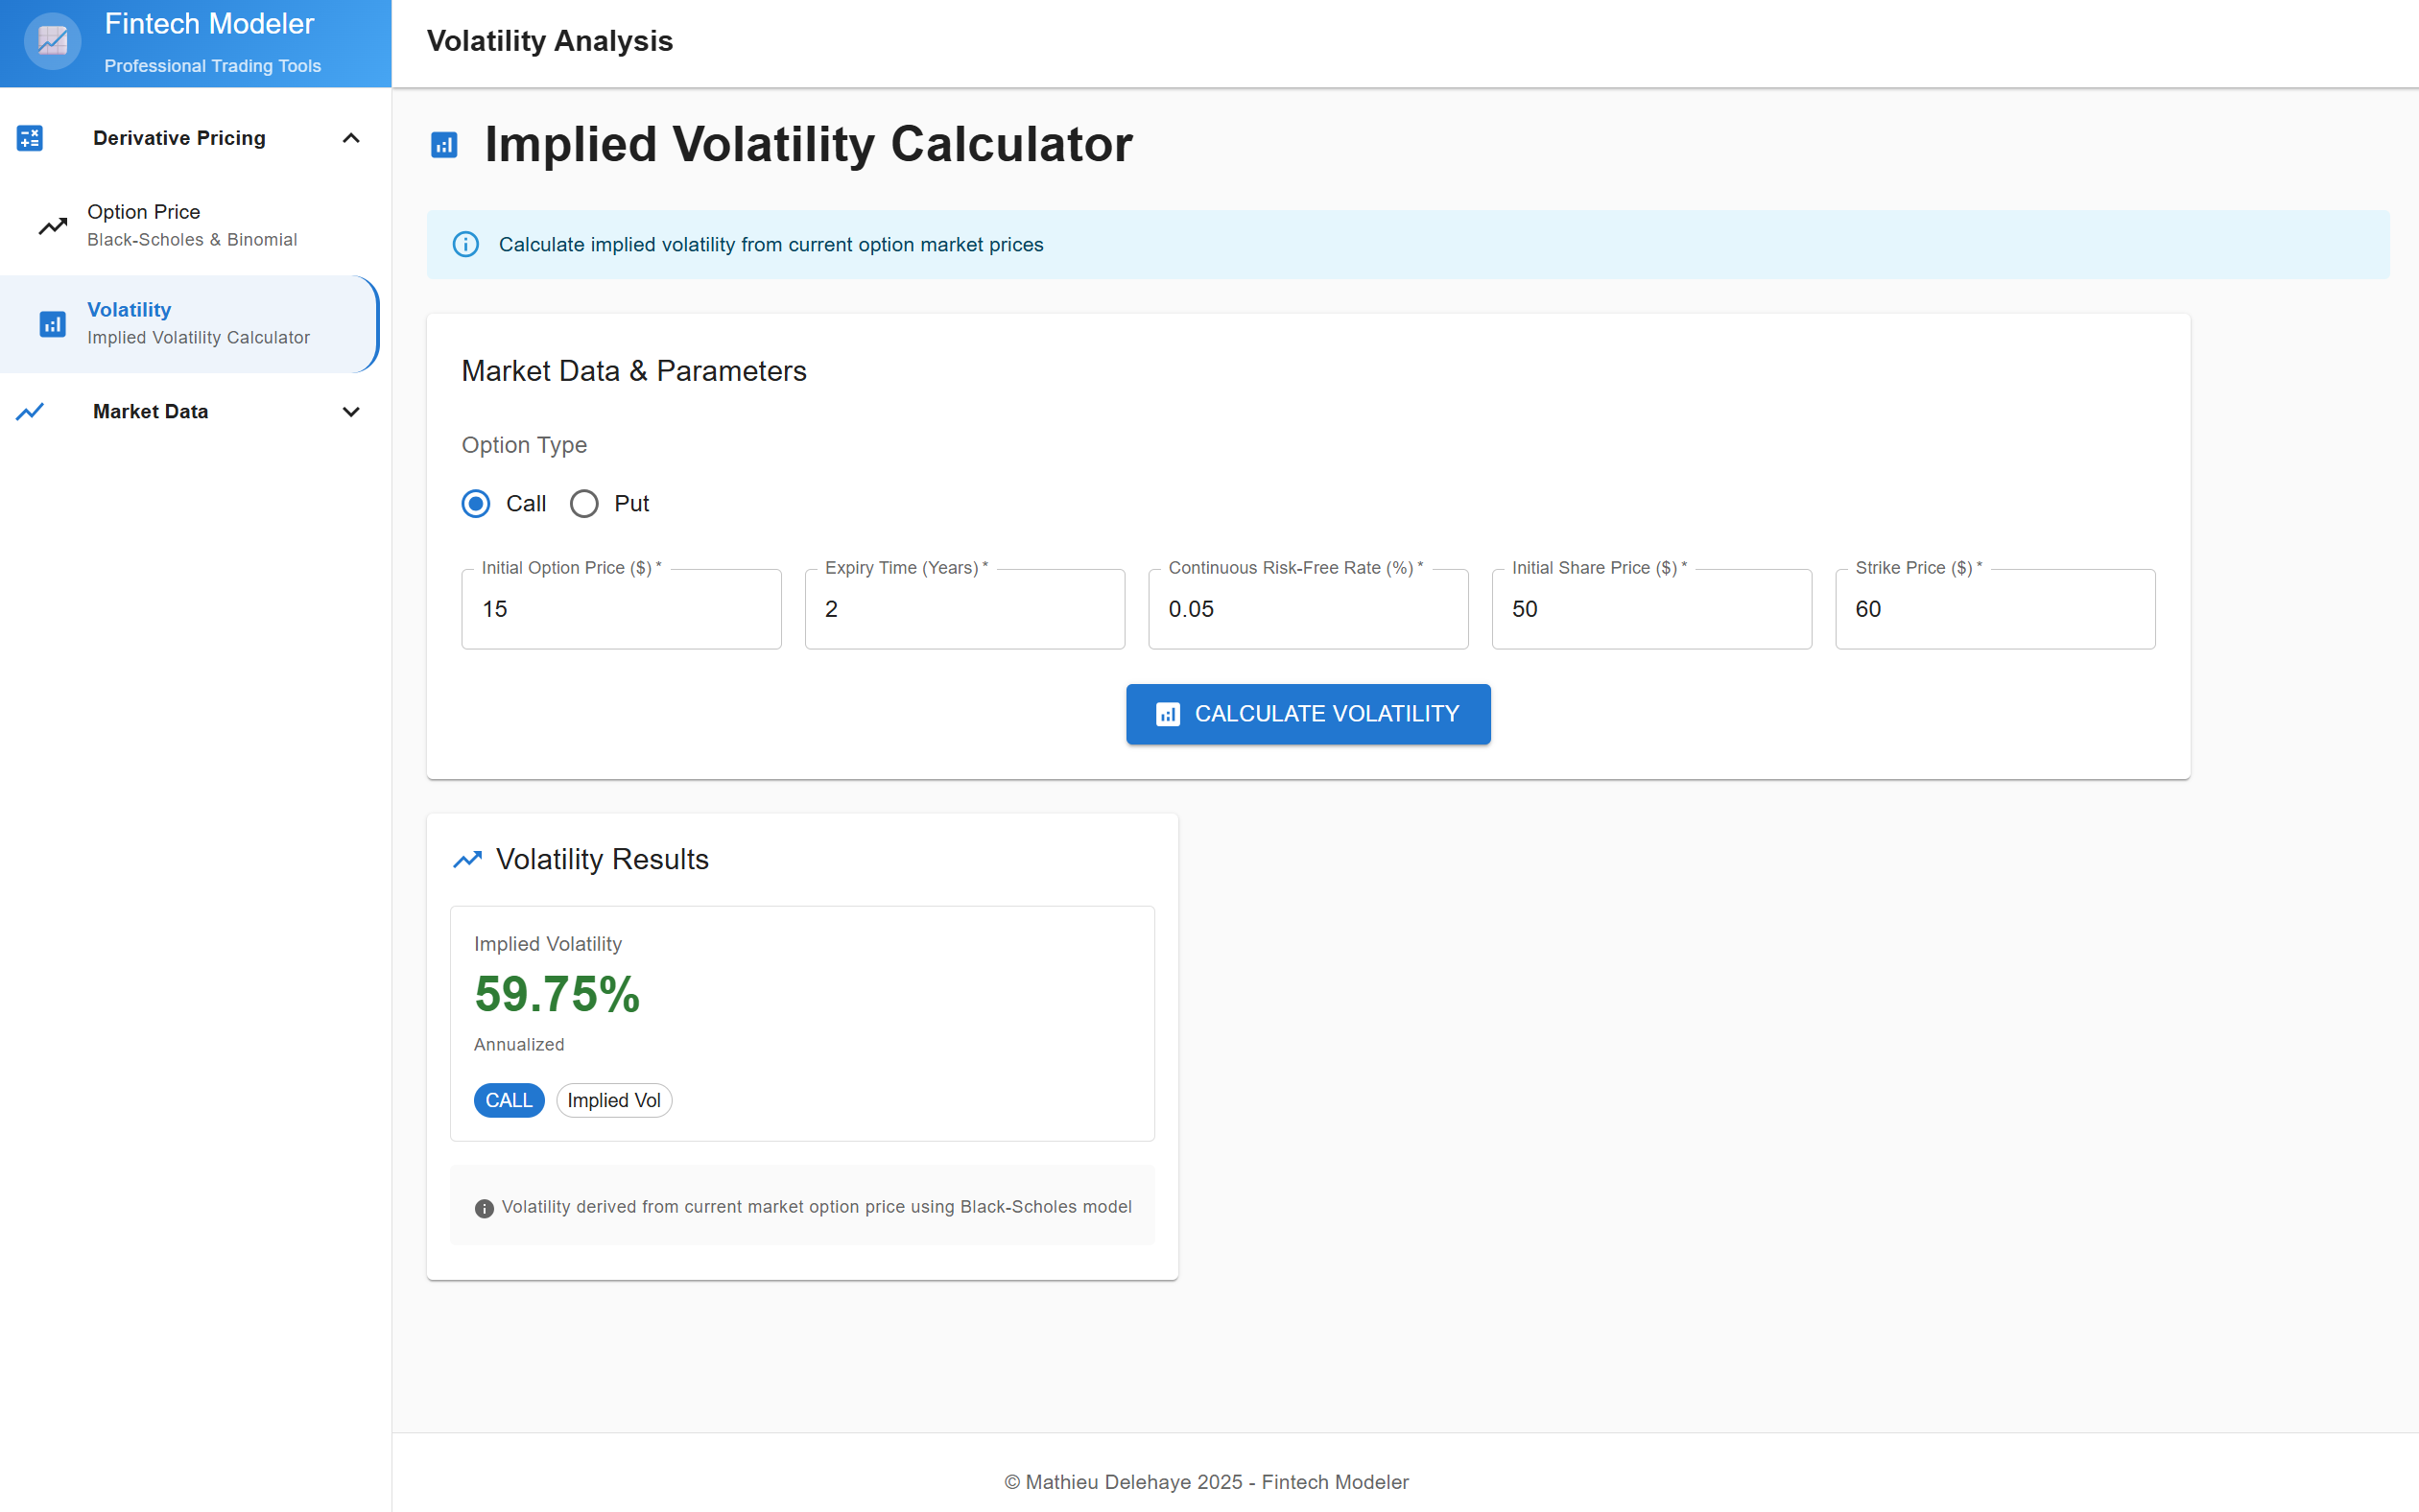 Fintech Modeler
Professional Trading Tools
Derivative Pricing
Option Price
Black-Scholes & Binomial
Volatility
Implied Volatility Calculator
Market Data
Volatility Analysis
Implied Volatility Calculator
Calculate implied volatility from current option market prices
Market Data & Parameters
Option Type
Call Put
Initial Option Price ($) * Expiry Time (Years) * Continuous Risk-Free Rate (%) * Initial Share Price ($) * Strike Price ($) *
15 2 0.05 50 60
CALCULATE VOLATILITY
Volatility Results
Implied Volatility
59.75%
Annualized
CALL Implied Vol
Volatility derived from current market option price using Black-Scholes model
© Mathieu Delehaye 2025 - Fintech Modeler